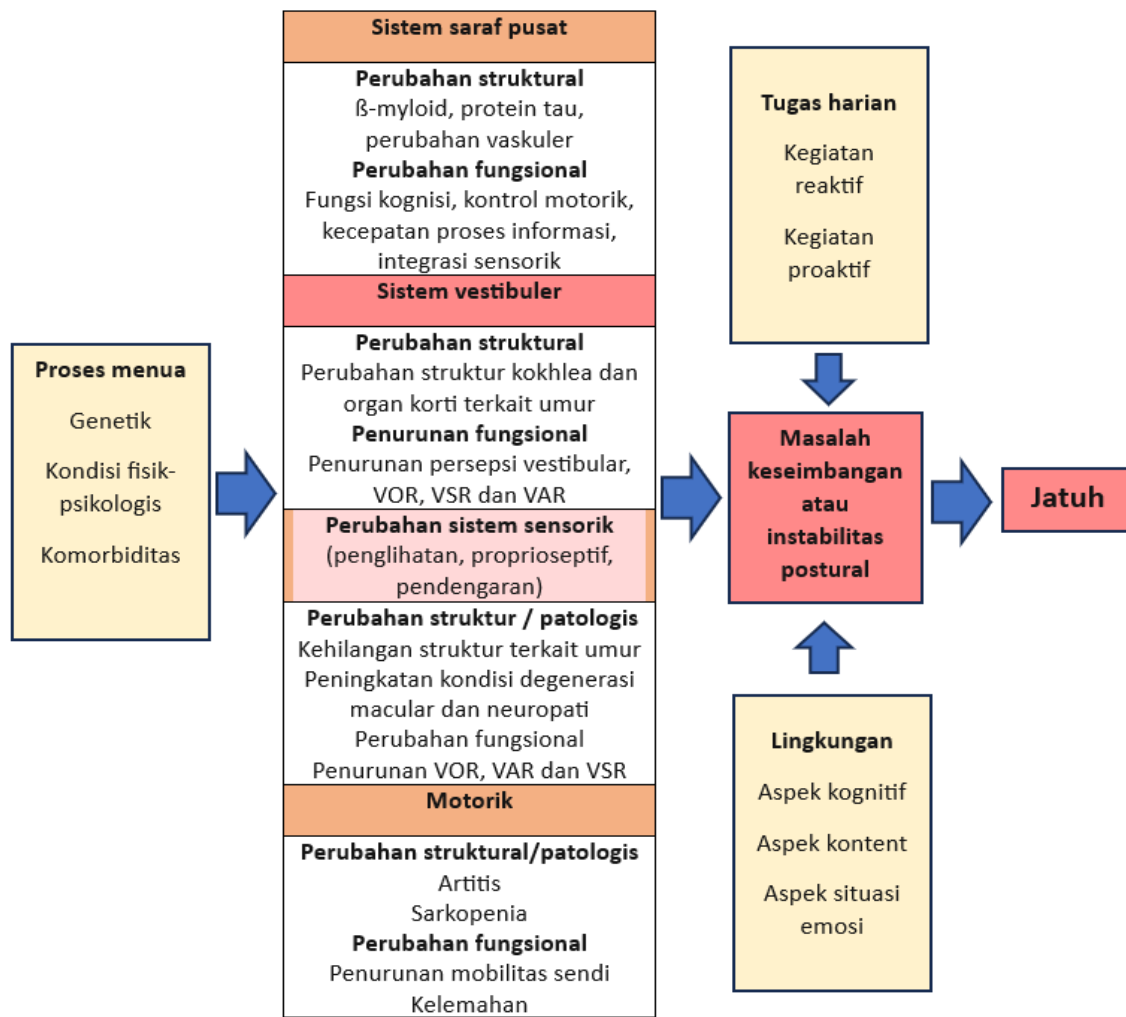 Proses menua
Genetik
Kondisi fisik-
psikologis
Komorbiditas
Sistem saraf pusat
Perubahan struktural
ß-myloid, protein tau,
perubahan vaskuler
Perubahan fungsional
Fungsi kognisi, kontrol motorik,
kecepatan proses informasi,
integrasi sensorik
Sistem vestibuler
Perubahan struktural
Perubahan struktur kokhlea dan
organ korti terkait umur
Penurunan fungsional
Penurunan persepsi vestibular,
VOR, VSR dan VAR
Perubahan sistem sensorik
(penglihatan, proprioseptif,
pendengaran)
Perubahan struktur / patologis
Kehilangan struktur terkait umur
Peningkatan kondisi degenerasi
macular dan neuropati
Perubahan fungsional
Penurunan VOR, VAR dan VSR
Motorik
Perubahan struktural/patologis
Artitis
Sarkopenia
Perubahan fungsional
Penurunan mobilitas sendi
Kelemahan
Tugas harian
Kegiatan
reaktif
Kegiatan
proaktif
Masalah
keseimbangan
atau
instabilitas
postural
Lingkungan
Aspek kognitif
Aspek kontent
Aspek situasi
emosi
Jatuh